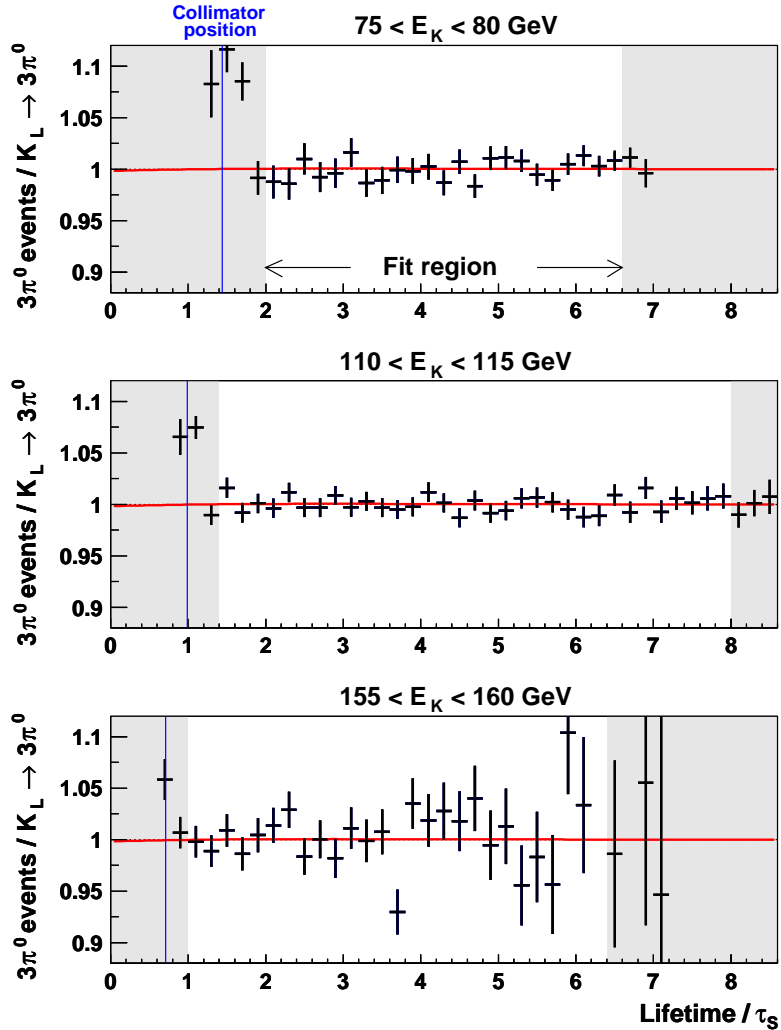 Collimator
position
75 < E_K < 80 GeV
3π⁰ events / K_L → 3π⁰
1.1
1.05
1
0.95
0.9
Fit region
0 1 2 3 4 5 6 7 8
110 < E_K < 115 GeV
3π⁰ events / K_L → 3π⁰
1.1
1.05
1
0.95
0.9
0 1 2 3 4 5 6 7 8
155 < E_K < 160 GeV
3π⁰ events / K_L → 3π⁰
1.1
1.05
1
0.95
0.9
0 1 2 3 4 5 6 7 8
Lifetime / τ_S